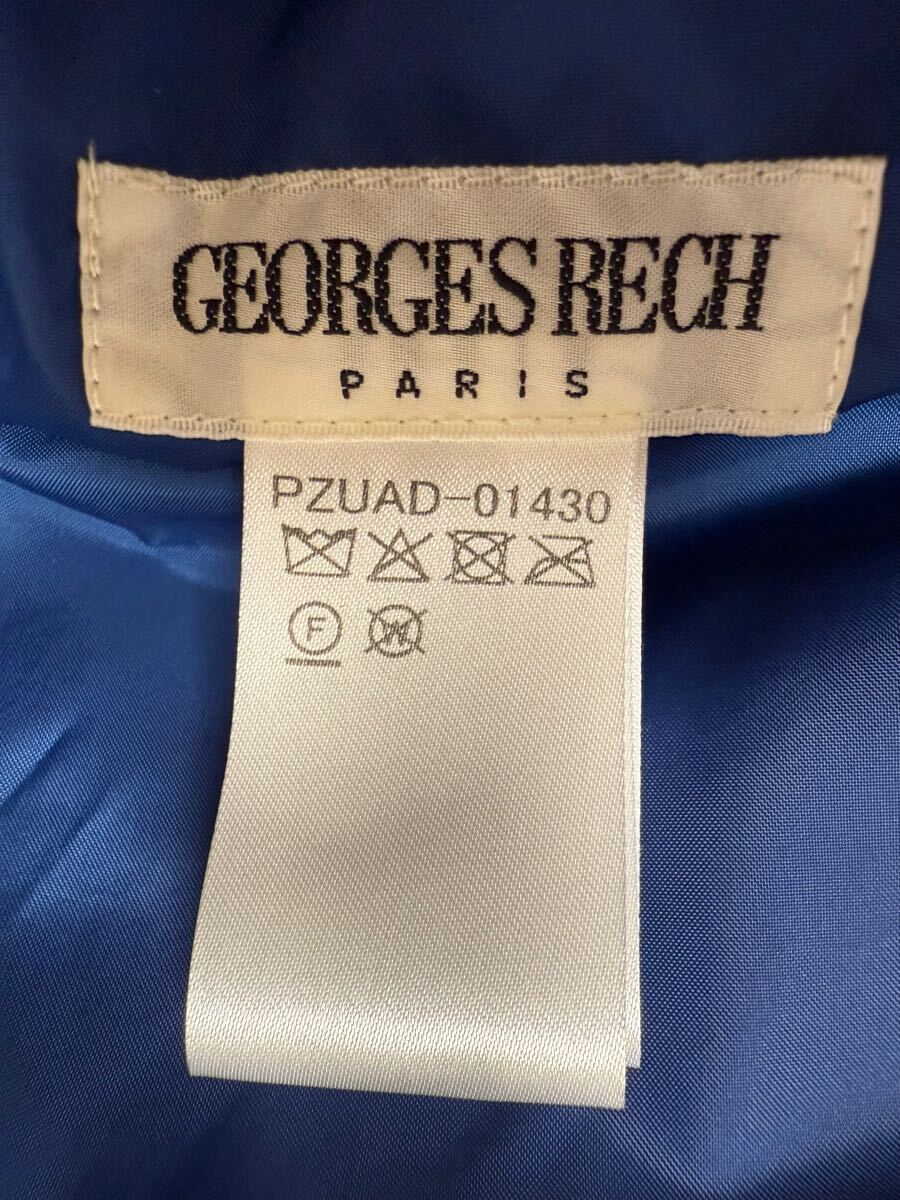 GEORGES RECH
PARIS
PZUAD-01430
F W